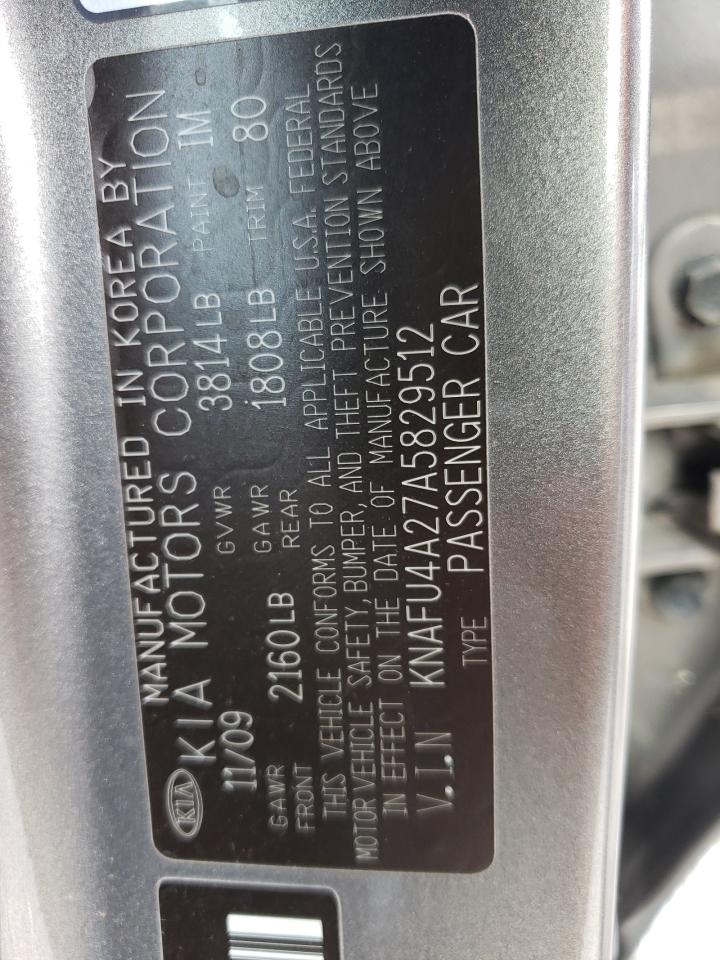 MANUFACTURED IN KOREA BY
KIA KIA MOTORS CORPORATION
11/09 GVWR 3814LB PAINT 1M
GAWR FRONT 2160LB GAWR REAR 1808LB TRIM 80
THIS VEHICLE CONFORMS TO ALL APPLICABLE U.S.A. FEDERAL
MOTOR VEHICLE SAFETY, BUMPER, AND THEFT PREVENTION STANDARDS
IN EFFECT ON THE DATE OF MANUFACTURE SHOWN ABOVE
V.I.N KNAFU4A27A5829512
TYPE PASSENGER CAR